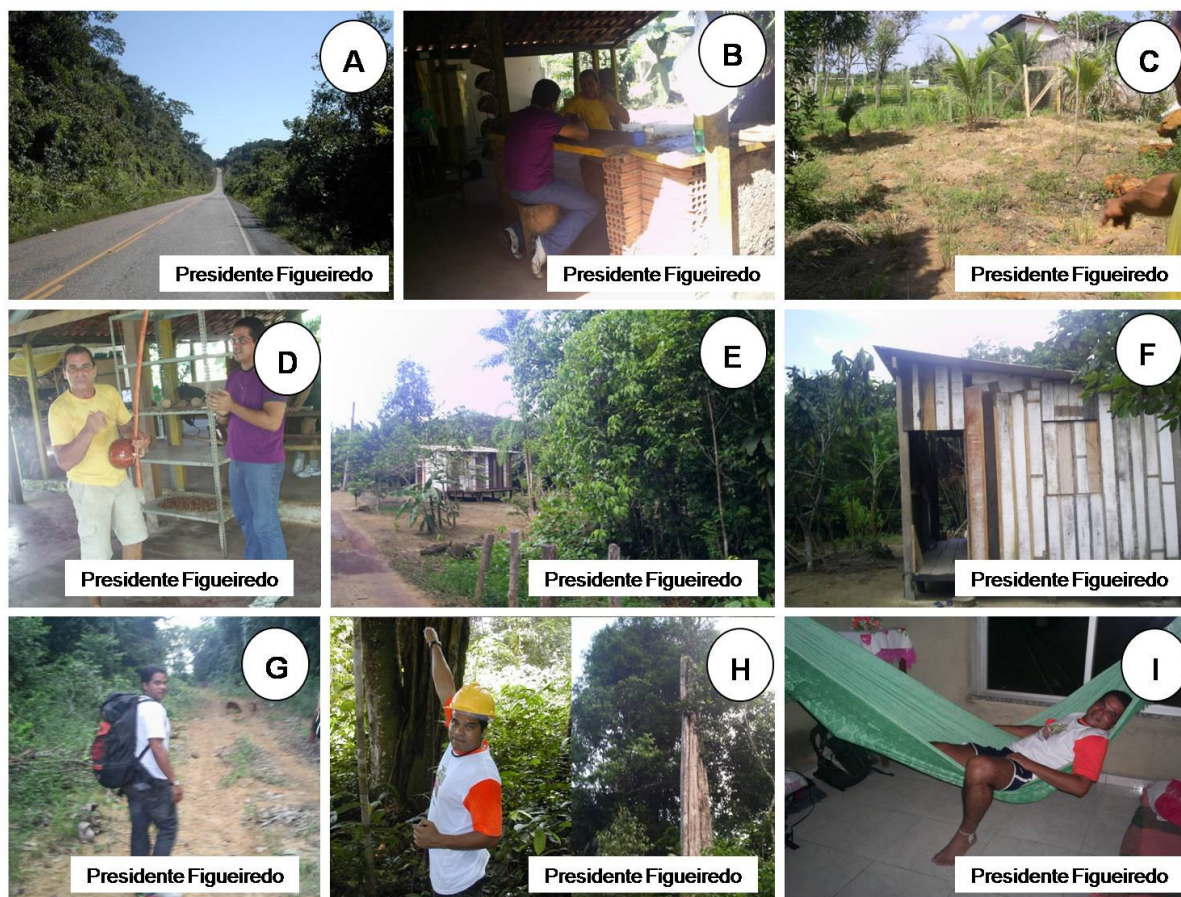 A
Presidente Figueiredo
B
Presidente Figueiredo
C
Presidente Figueiredo
D
Presidente Figueiredo
E
Presidente Figueiredo
F
Presidente Figueiredo
G
Presidente Figueiredo
H
Presidente Figueiredo
I
Presidente Figueiredo